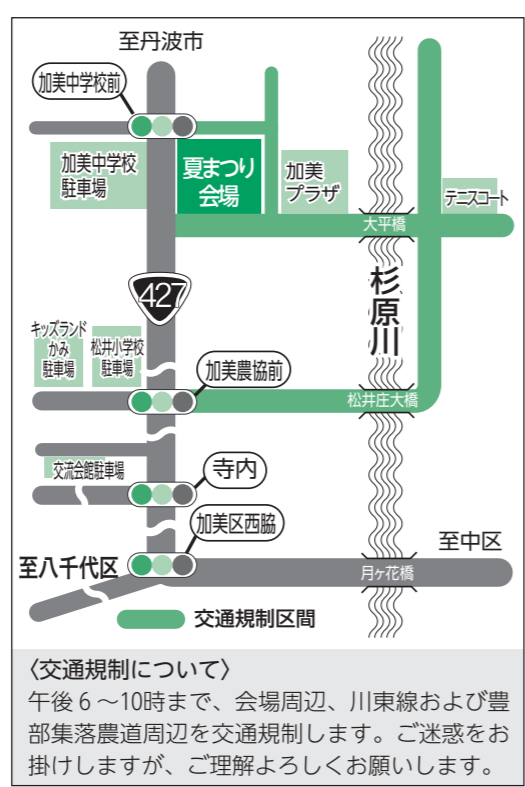 至丹波市
加美中学校前
加美中学校
駐車場
夏まつり
会場
加美
プラザ
テニスコート
大平橋
427
杉原川
キッズランド
かみ
駐車場
松井小学校
駐車場
加美農協前
松井庄大橋
交流会館駐車場
寺内
加美区西脇
至八千代区
至中区
月ヶ花橋
交通規制区間
〈交通規制について〉
午後6～10時まで、会場周辺、川東線および豊
部集落農道周辺を交通規制します。ご迷惑をお
掛けしますが、ご理解よろしくお願いします。